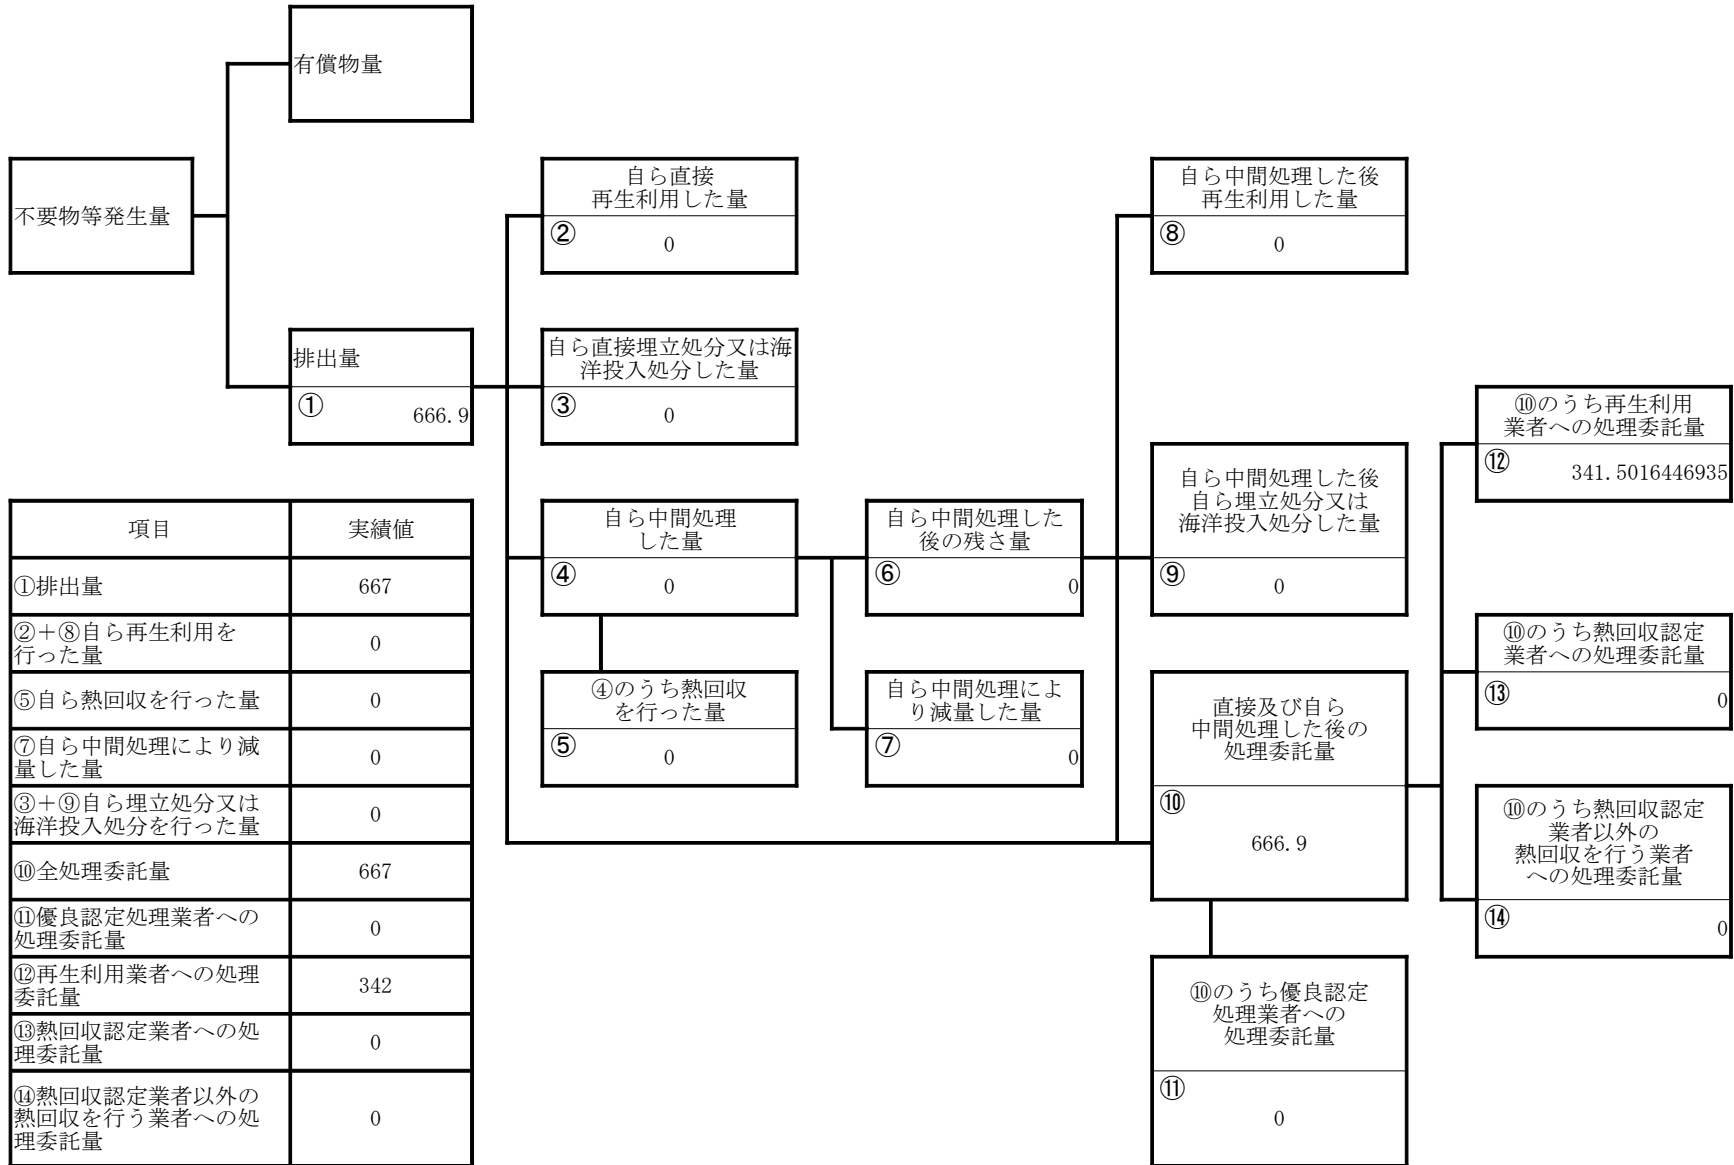 有償物量
不要物等発生量
自ら直接
再生利用した量
②
0
自ら中間処理した後
再生利用した量
⑧
0
排出量
①
666.9
自ら直接埋立処分又は海
洋投入処分した量
③
0
⑩のうち再生利用
業者への処理委託量
⑫
341.5016446935
自ら中間処理
した量
④
0
自ら中間処理した
後の残さ量
⑥
0
自ら中間処理した後
自ら埋立処分又は
海洋投入処分した量
⑨
0
⑩のうち熱回収認定
業者への処理委託量
⑬
0
④のうち熱回収
を行った量
⑤
0
自ら中間処理によ
り減量した量
⑦
0
直接及び自ら
中間処理した後の
処理委託量
⑩
666.9
⑩のうち熱回収認定
業者以外の
熱回収を行う業者
への処理委託量
⑭
0
⑩のうち優良認定
処理業者への
処理委託量
⑪
0
項目
実績値
①排出量
667
②＋⑧自ら再生利用を
行った量
0
⑤自ら熱回収を行った量
0
⑦自ら中間処理により減
量した量
0
③＋⑨自ら埋立処分又は
海洋投入処分を行った量
0
⑩全処理委託量
667
⑪優良認定処理業者への
処理委託量
0
⑫再生利用業者への処理
委託量
342
⑬熱回収認定業者への処
理委託量
0
⑭熱回収認定業者以外の
熱回収を行う業者への処
理委託量
0